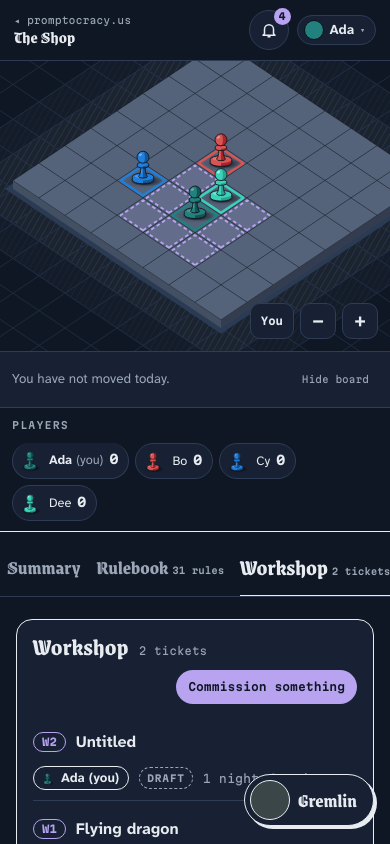 ◂ promptocracy.us
The Shop
4
Ada ▾
You − +
You have not moved today.
Hide board
PLAYERS
Ada (you) 0
Bo 0
Cy 0
Dee 0
Summary
Rulebook 31 rules
Workshop 2 tickets
Workshop 2 tickets
Commission something
W2 Untitled
Ada (you) DRAFT 1 night
Gremlin
W1 Flying dragon